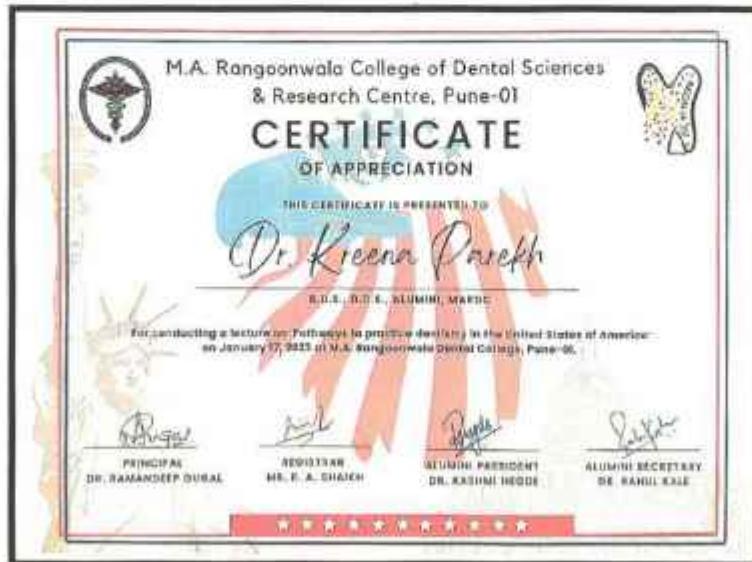 M.A. Rangoonwala College of Dental Sciences
& Research Centre, Pune-01
CERTIFICATE
OF APPRECIATION
THIS CERTIFICATE IS PRESENTED TO
Dr. Kreena Parekh
B.D.S., D.D.S., ALUMINI, MARDC
For conducting a lecture on Pathways to practice dentistry in the United States of America
on January 17, 2023 at M.A. Rangoonwala Dental College, Pune-01.
PRINCIPAL
DR. RAMANDEEP DUGAL
REGISTRAR
MR. R. A. SHAIKH
ALUMINI PRESIDENT
DR. RASHMI HEGDE
ALUMINI SECRETARY
DR. RAHUL KALE